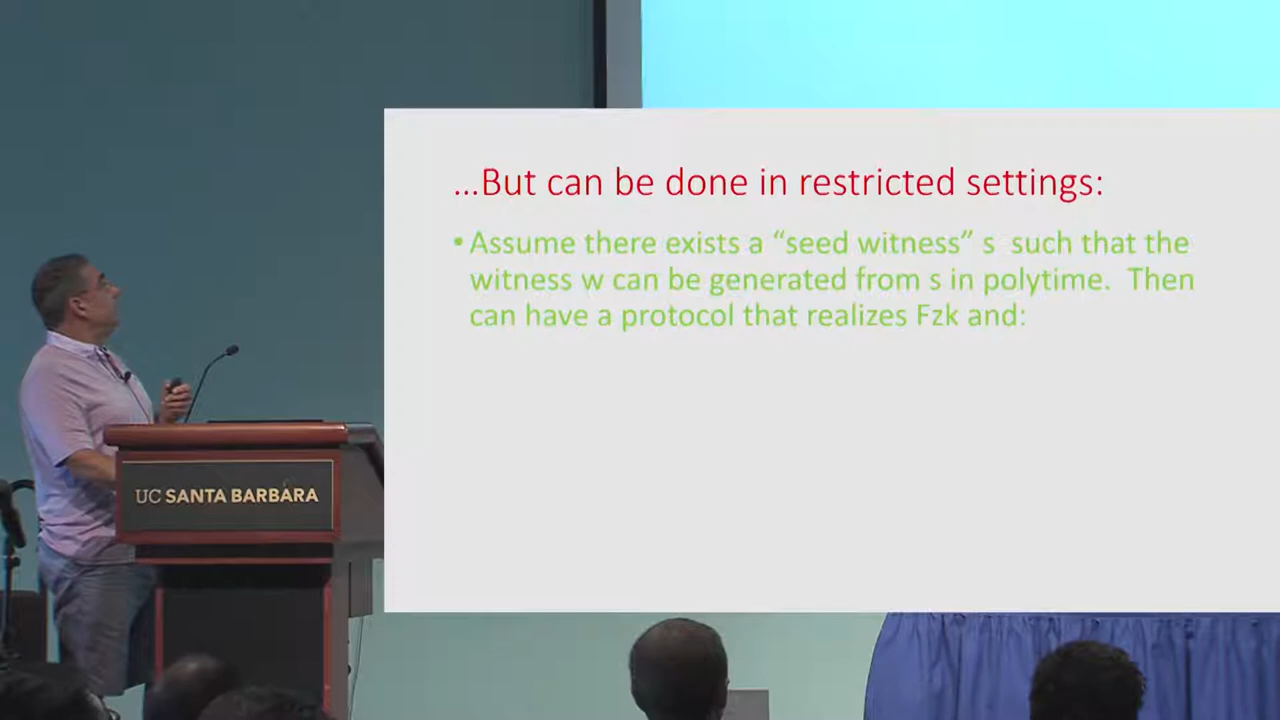 ...But can be done in restricted settings:
• Assume there exists a “seed witness” s such that the
witness w can be generated from s in polytime. Then
can have a protocol that realizes Fzk and:
UC SANTA BARBARA